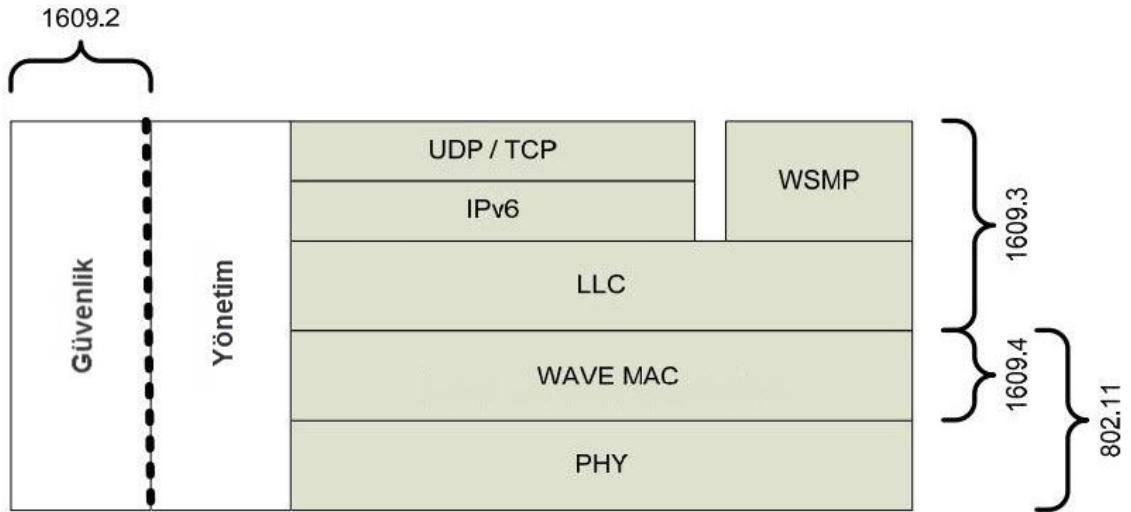 1609.2
UDP / TCP
WSMP
IPv6
Güvenlik
Yönetim
LLC
1609.3
WAVE MAC
1609.4
802.11
PHY